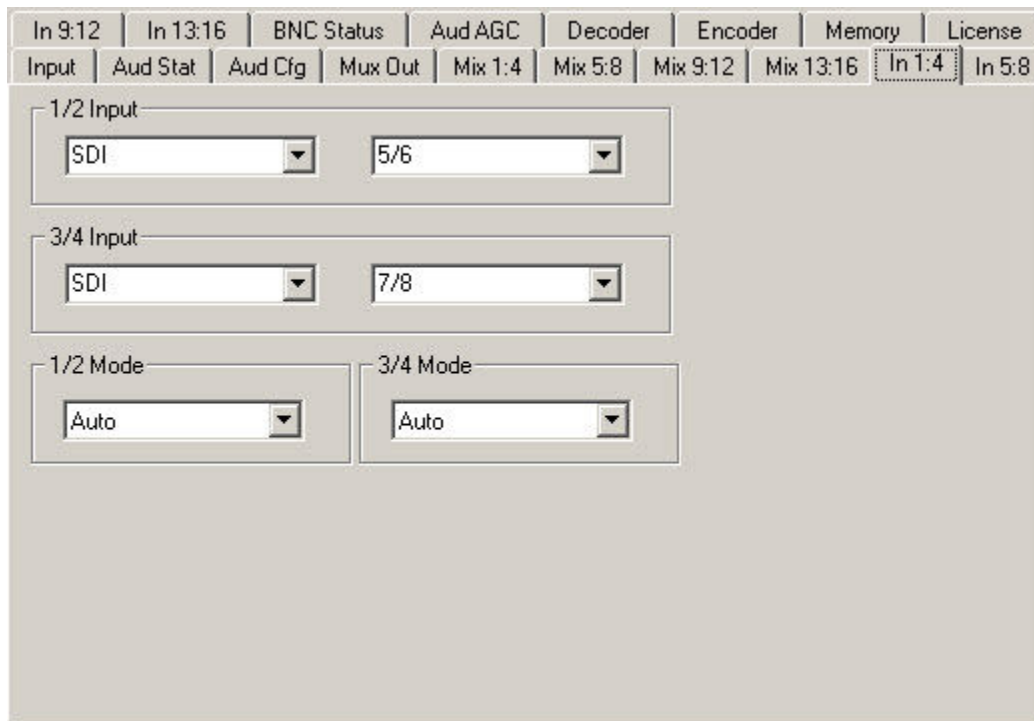 In 9:12 In 13:16 BNC Status Aud AGC Decoder Encoder Memory License
Input Aud Stat Aud Cfg Mux Out Mix 1:4 Mix 5:8 Mix 9:12 Mix 13:16 In 1:4 In 5:8
1/2 Input
SDI 5/6
3/4 Input
SDI 7/8
1/2 Mode 3/4 Mode
Auto Auto